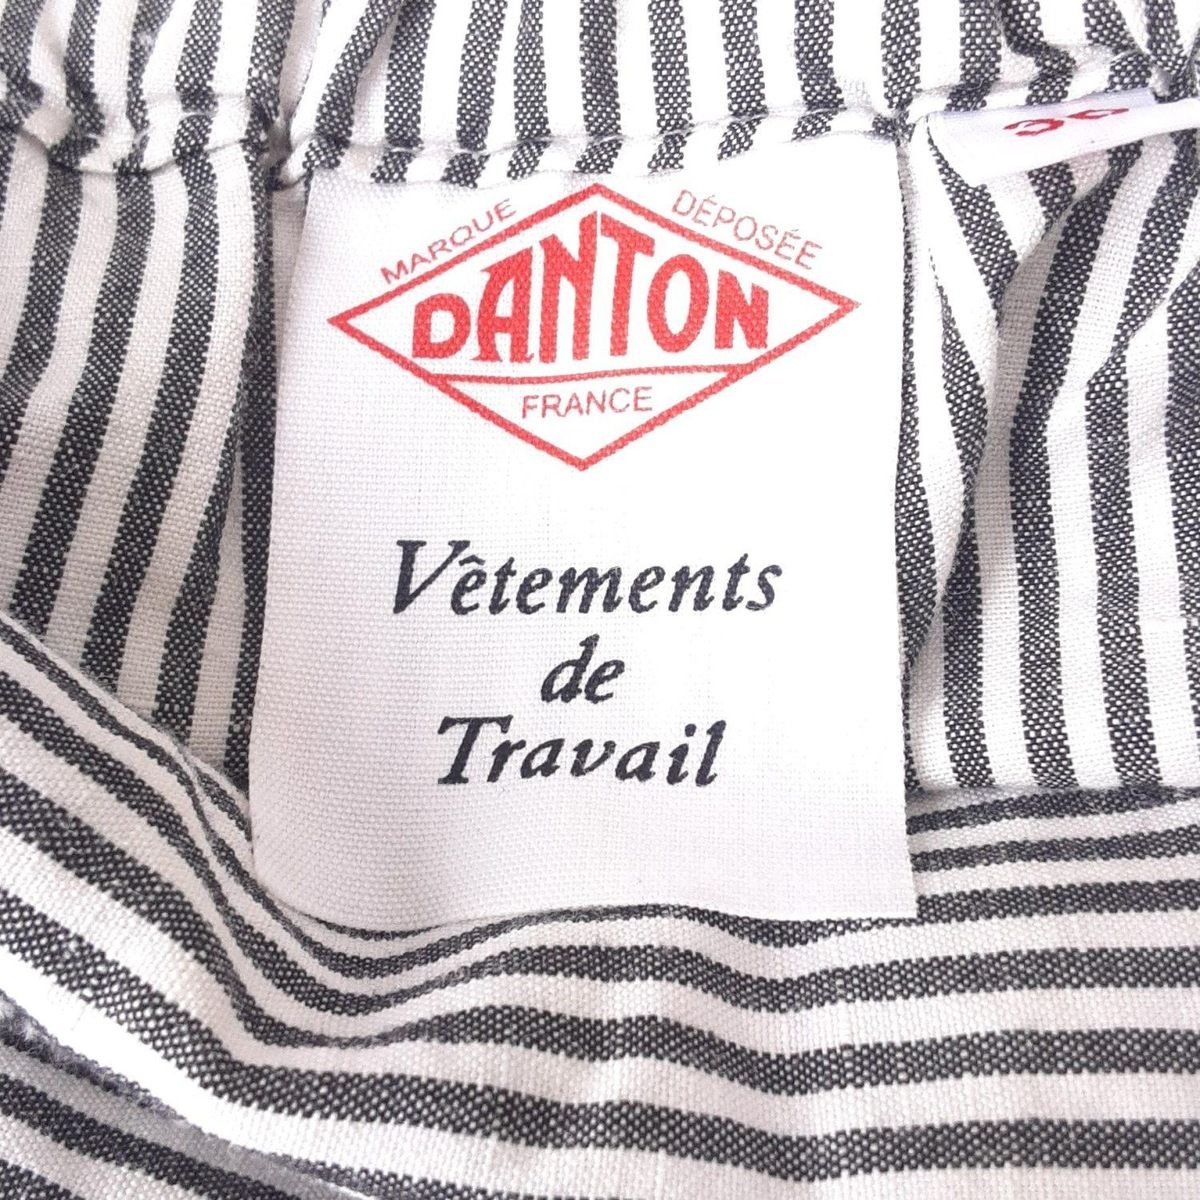 MARQUE DÉPOSÉE
DANTON
FRANCE
Vêtements
de
Travail